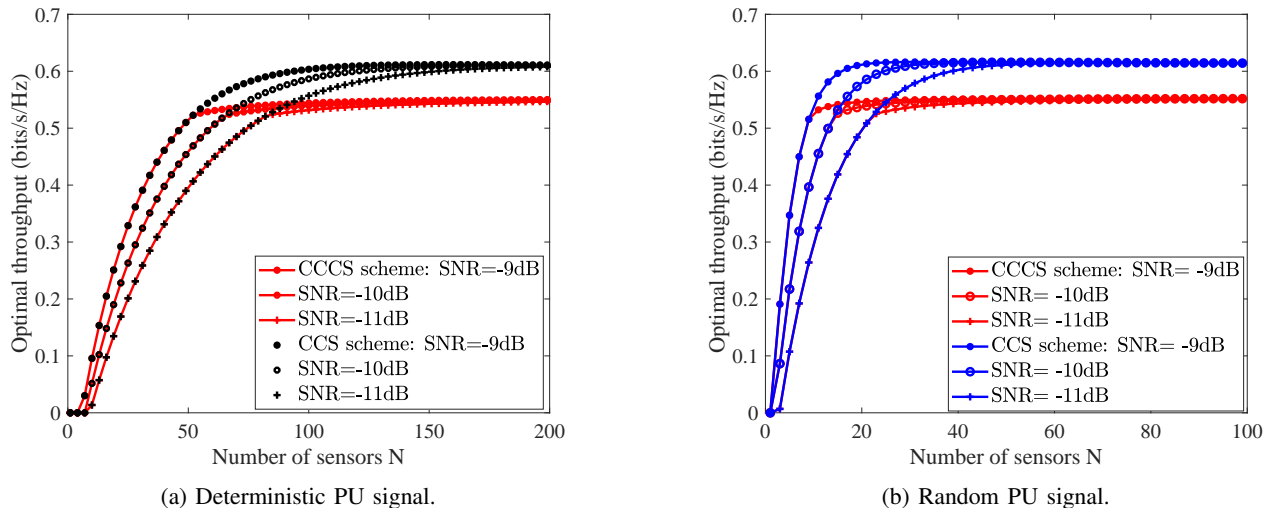 0.7
0.6
0.5
0.4
0.3
0.2
0.1
0
Optimal throughput (bits/s/Hz)
CCCS scheme: SNR=-9dB
SNR=-10dB
SNR=-11dB
CCS scheme: SNR=-9dB
SNR=-10dB
SNR=-11dB
0 50 100 150 200
Number of sensors N
(a) Deterministic PU signal.
0.7
0.6
0.5
0.4
0.3
0.2
0.1
0
Optimal throughput (bits/s/Hz)
CCCS scheme: SNR= -9dB
SNR= -10dB
SNR= -11dB
CCS scheme: SNR= -9dB
SNR= -10dB
SNR= -11dB
0 20 40 60 80 100
Number of sensors N
(b) Random PU signal.